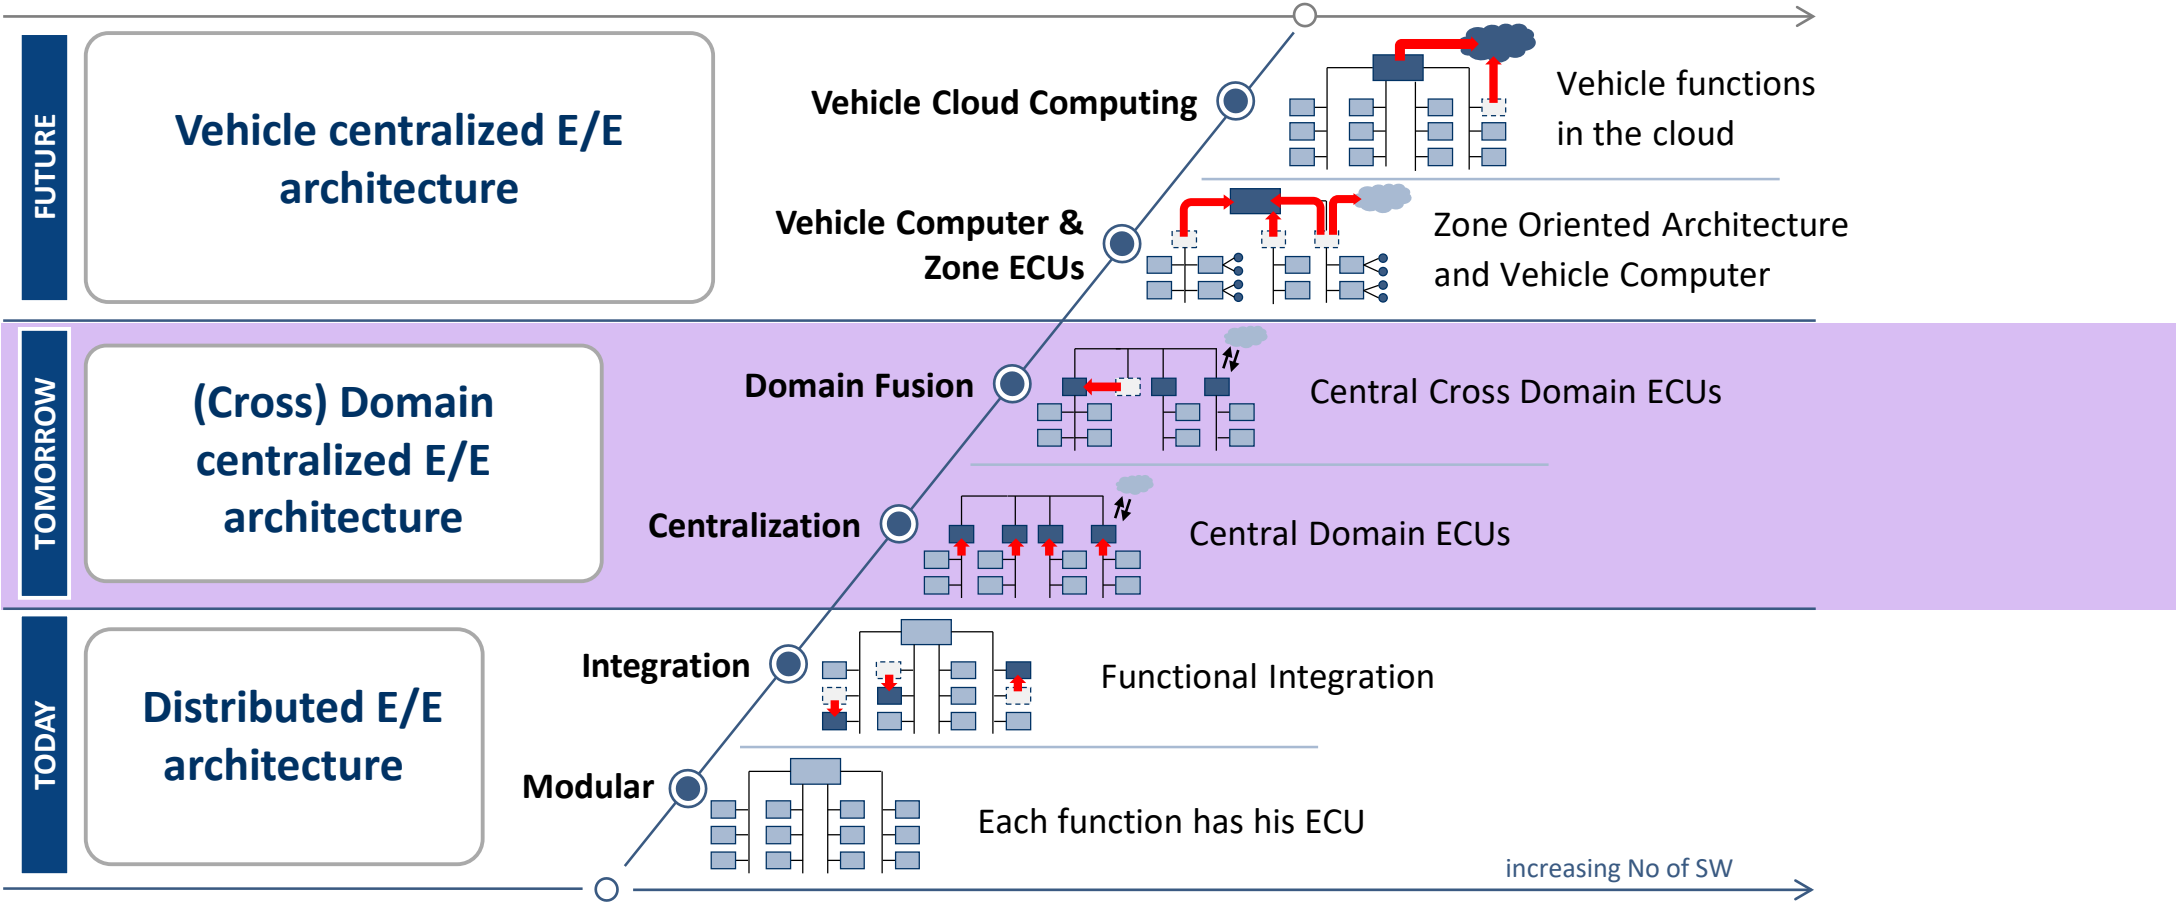 FUTURE
Vehicle centralized E/E
architecture
Vehicle Cloud Computing
Vehicle functions
in the cloud
Vehicle Computer &
Zone ECUs
Zone Oriented Architecture
and Vehicle Computer
TOMORROW
(Cross) Domain
centralized E/E
architecture
Domain Fusion
Central Cross Domain ECUs
Centralization
Central Domain ECUs
TODAY
Distributed E/E
architecture
Integration
Functional Integration
Modular
Each function has his ECU
increasing No of SW